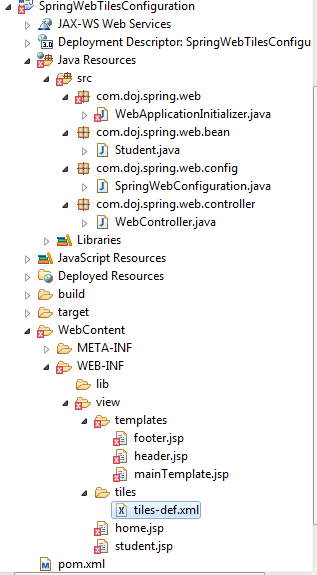 SpringWebTilesConfiguration
JAX-WS Web Services
Deployment Descriptor: SpringWebTilesConfigu
Java Resources
src
com.doj.spring.web
WebApplicationInitializer.java
com.doj.spring.web.bean
Student.java
com.doj.spring.web.config
SpringWebConfiguration.java
com.doj.spring.web.controller
WebController.java
Libraries
JavaScript Resources
Deployed Resources
build
target
WebContent
META-INF
WEB-INF
lib
view
templates
footer.jsp
header.jsp
mainTemplate.jsp
tiles
tiles-def.xml
home.jsp
student.jsp
pom.xml